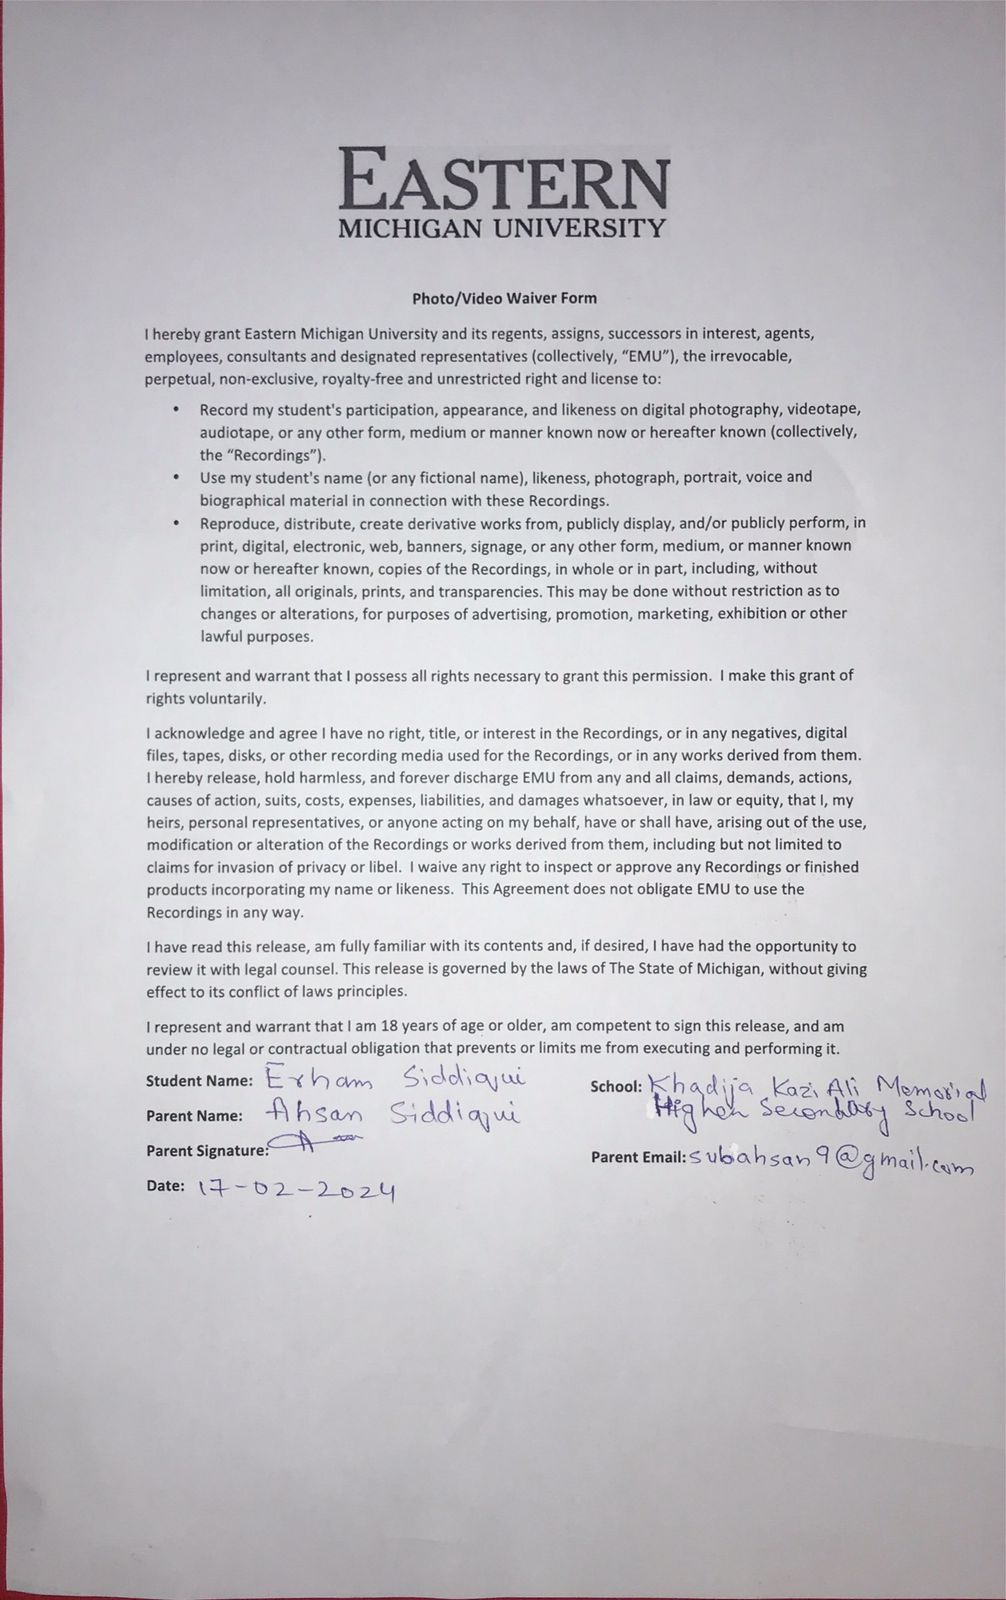 EASTERN
MICHIGAN UNIVERSITY
Photo/Video Waiver Form
I hereby grant Eastern Michigan University and its regents, assigns, successors in interest, agents,
employees, consultants and designated representatives (collectively, “EMU”), the irrevocable,
perpetual, non-exclusive, royalty-free and unrestricted right and license to:
• Record my student's participation, appearance, and likeness on digital photography, videotape,
audiotape, or any other form, medium or manner known now or hereafter known (collectively,
the “Recordings”).
• Use my student's name (or any fictional name), likeness, photograph, portrait, voice and
biographical material in connection with these Recordings.
• Reproduce, distribute, create derivative works from, publicly display, and/or publicly perform, in
print, digital, electronic, web, banners, signage, or any other form, medium, or manner known
now or hereafter known, copies of the Recordings, in whole or in part, including, without
limitation, all originals, prints, and transparencies. This may be done without restriction as to
changes or alterations, for purposes of advertising, promotion, marketing, exhibition or other
lawful purposes.
I represent and warrant that I possess all rights necessary to grant this permission. I make this grant of
rights voluntarily.
I acknowledge and agree I have no right, title, or interest in the Recordings, or in any negatives, digital
files, tapes, disks, or other recording media used for the Recordings, or in any works derived from them.
I hereby release, hold harmless, and forever discharge EMU from any and all claims, demands, actions,
causes of action, suits, costs, expenses, liabilities, and damages whatsoever, in law or equity, that I, my
heirs, personal representatives, or anyone acting on my behalf, have or shall have, arising out of the use,
modification or alteration of the Recordings or works derived from them, including but not limited to
claims for invasion of privacy or libel. I waive any right to inspect or approve any Recordings or finished
products incorporating my name or likeness. This Agreement does not obligate EMU to use the
Recordings in any way.
I have read this release, am fully familiar with its contents and, if desired, I have had the opportunity to
review it with legal counsel. This release is governed by the laws of The State of Michigan, without giving
effect to its conflict of laws principles.
I represent and warrant that I am 18 years of age or older, am competent to sign this release, and am
under no legal or contractual obligation that prevents or limits me from executing and performing it.
Student Name: Erham Siddiqui
School: Khadija Kazi Ali Memorial
Higher Secondary School
Parent Name: Ahsan Siddiqui
Parent Signature:
Parent Email: subahsan9@gmail.com
Date: 17-02-2024